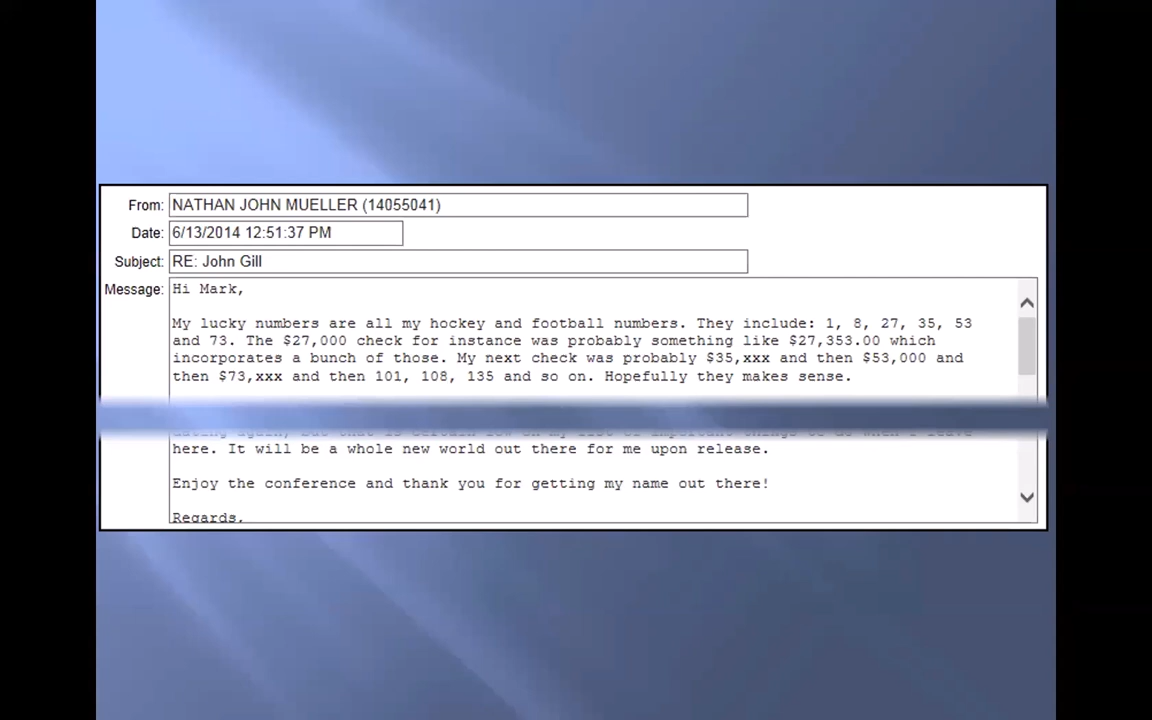 From: NATHAN JOHN MUELLER (14055041)
Date: 6/13/2014 12:51:37 PM
Subject: RE: John Gill
Message: Hi Mark,
My lucky numbers are all my hockey and football numbers. They include: 1, 8, 27, 35, 53
and 73. The $27,000 check for instance was probably something like $27,353.00 which
incorporates a bunch of those. My next check was probably $35,xxx and then $53,000 and
then $73,xxx and then 101, 108, 135 and so on. Hopefully they makes sense.
here. It will be a whole new world out there for me upon release.
Enjoy the conference and thank you for getting my name out there!
Regards,